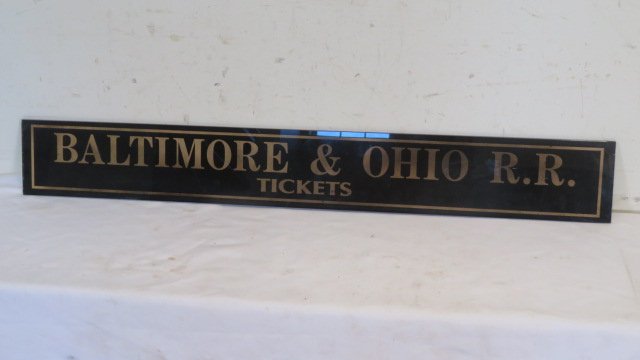 BALTIMORE & OHIO R.R.
TICKETS